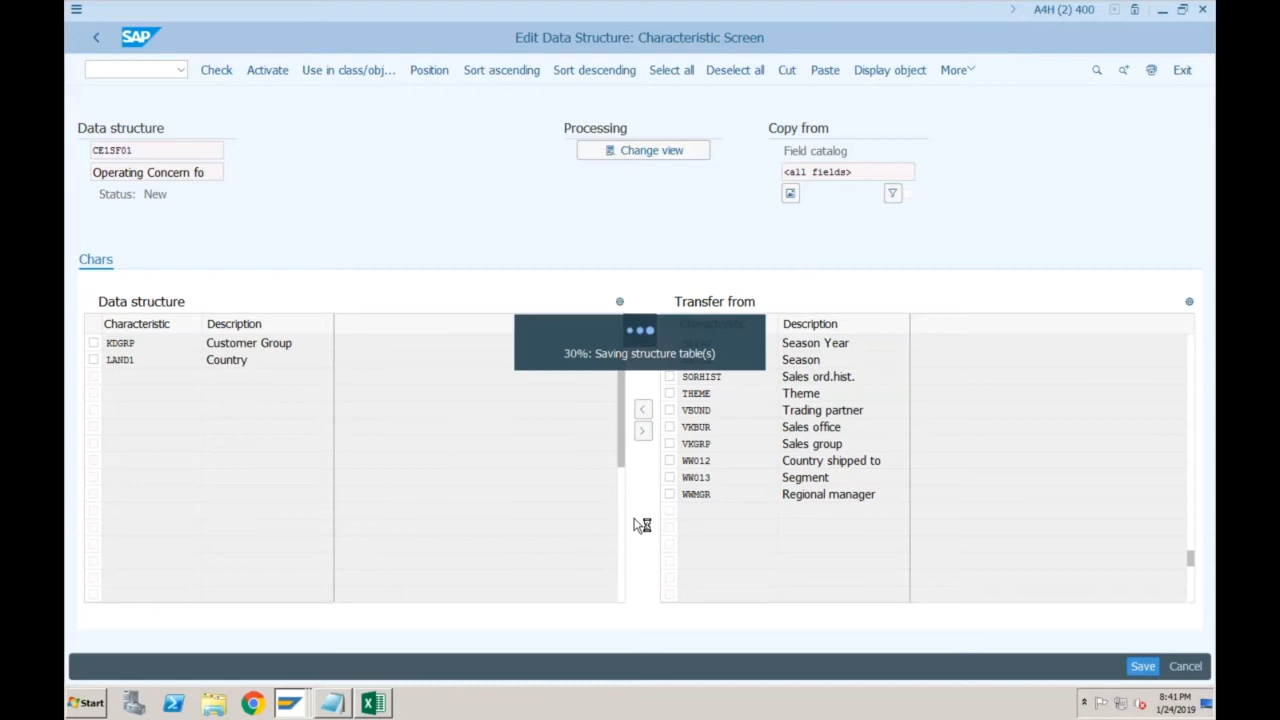 A4H (2) 400
SAP
Edit Data Structure: Characteristic Screen
Check Activate Use in class/obj... Position Sort ascending Sort descending Select all Deselect all Cut Paste Display object More Exit
Data structure Processing Copy from
CE1SF01 Change view Field catalog
Operating Concern fo <all fields>
Status: New
Chars
Data structure Transfer from
Characteristic Description Characteristic Description
KDGRP Customer Group Season Year
LAND1 Country Season
30%: Saving structure table(s)
SORHIST Sales ord.hist.
THEME Theme
VBUND Trading partner
VKBUR Sales office
VKGRP Sales group
WW012 Country shipped to
WW013 Segment
WWMGR Regional manager
Save Cancel
Start 8:41 PM
1/24/2019